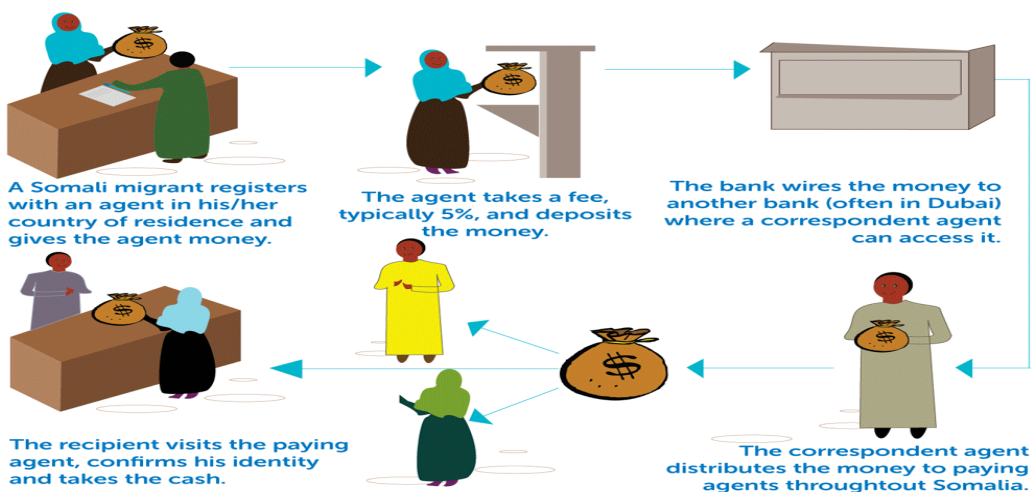 A Somali migrant registers
with an agent in his/her
country of residence and
gives the agent money.
The agent takes a fee,
typically 5%, and deposits
the money.
The bank wires the money to
another bank (often in Dubai)
where a correspondent agent
can access it.
The recipient visits the paying
agent, confirms his identity
and takes the cash.
The correspondent agent
distributes the money to paying
agents throughtout Somalia.